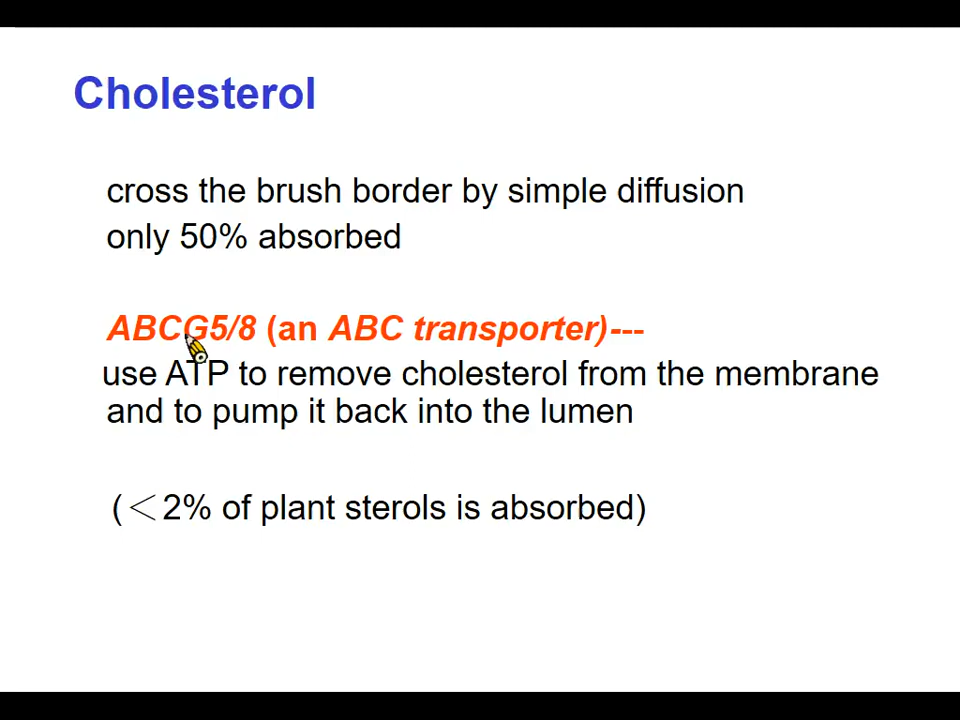 Cholesterol
cross the brush border by simple diffusion
only 50% absorbed
ABCG5/8 (an ABC transporter)---
use ATP to remove cholesterol from the membrane
and to pump it back into the lumen
(＜2% of plant sterols is absorbed)